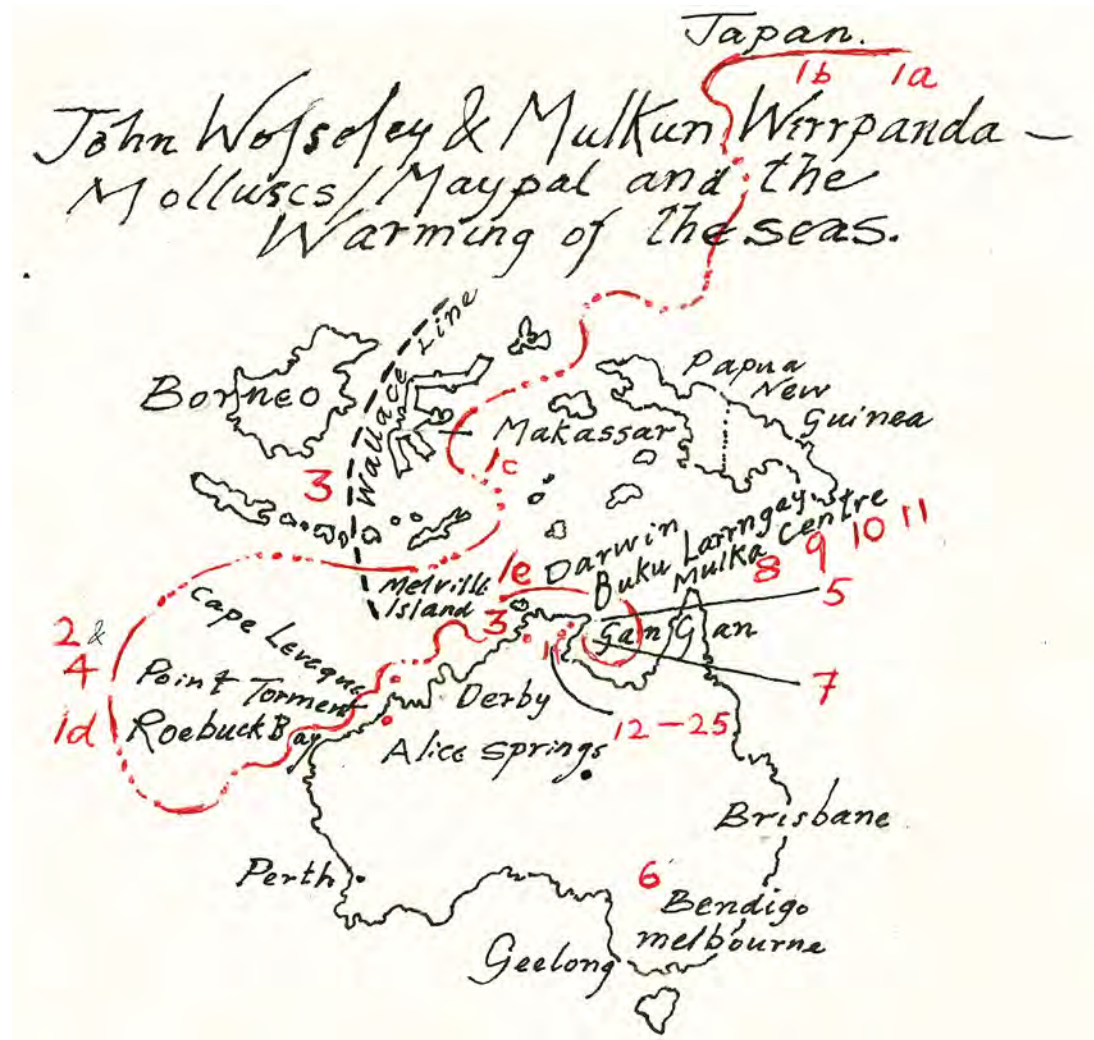 Japan.
1b 1a
John Wolseley & Mulkun Wirrpanda –
Molluscs/Maypal and the
Warming of the seas.
Wallace Line
Borneo
Papua
New
Guinea
Makassar
1c
3
Darwin
Buku Larrngay
Mulka Centre
8 9 10 11
1e
Melville
Island
3
5
Cape Leveque
Gan Gan
2 &
4
Point Torment
7
Derby
1d
Roebuck Bay
12–25
Alice Springs
Brisbane
Perth
6
Bendigo
melbourne
Geelong